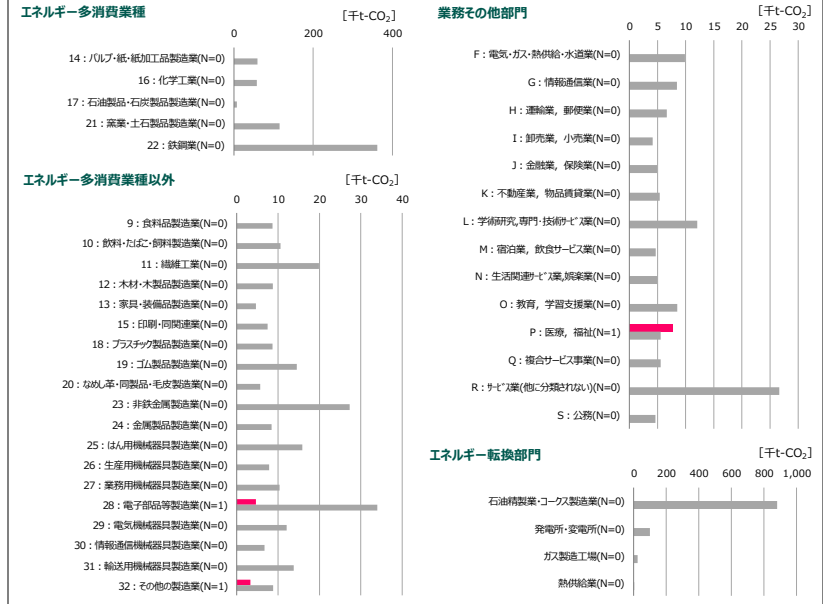 エネルギー多消費業種
[千t-CO₂]
0 200 400
14：パルプ・紙・紙加工品製造業(N=0)
16：化学工業(N=0)
17：石油製品・石炭製品製造業(N=0)
21：窯業・土石製品製造業(N=0)
22：鉄鋼業(N=0)
エネルギー多消費業種以外
[千t-CO₂]
0 10 20 30 40
9：食料品製造業(N=0)
10：飲料・たばこ・飼料製造業(N=0)
11：繊維工業(N=0)
12：木材・木製品製造業(N=0)
13：家具・装備品製造業(N=0)
15：印刷・同関連業(N=0)
18：プラスチック製品製造業(N=0)
19：ゴム製品製造業(N=0)
20：なめし革・同製品・毛皮製造業(N=0)
23：非鉄金属製造業(N=0)
24：金属製品製造業(N=0)
25：はん用機械器具製造業(N=0)
26：生産用機械器具製造業(N=0)
27：業務用機械器具製造業(N=0)
28：電子部品等製造業(N=1)
29：電気機械器具製造業(N=0)
30：情報通信機械器具製造業(N=0)
31：輸送用機械器具製造業(N=0)
32：その他の製造業(N=1)
業務その他部門
[千t-CO₂]
0 5 10 15 20 25 30
F：電気・ガス・熱供給・水道業(N=0)
G：情報通信業(N=0)
H：運輸業，郵便業(N=0)
I：卸売業，小売業(N=0)
J：金融業，保険業(N=0)
K：不動産業，物品賃貸業(N=0)
L：学術研究,専門・技術ｻｰﾋﾞｽ業(N=0)
M：宿泊業，飲食サービス業(N=0)
N：生活関連ｻｰﾋﾞｽ業,娯楽業(N=0)
O：教育，学習支援業(N=0)
P：医療，福祉(N=1)
Q：複合サービス事業(N=0)
R：ｻｰﾋﾞｽ業(他に分類されない)(N=0)
S：公務(N=0)
エネルギー転換部門
[千t-CO₂]
0 200 400 600 800 1,000
石油精製業・コークス製造業(N=0)
発電所・変電所(N=0)
ガス製造工場(N=0)
熱供給業(N=0)